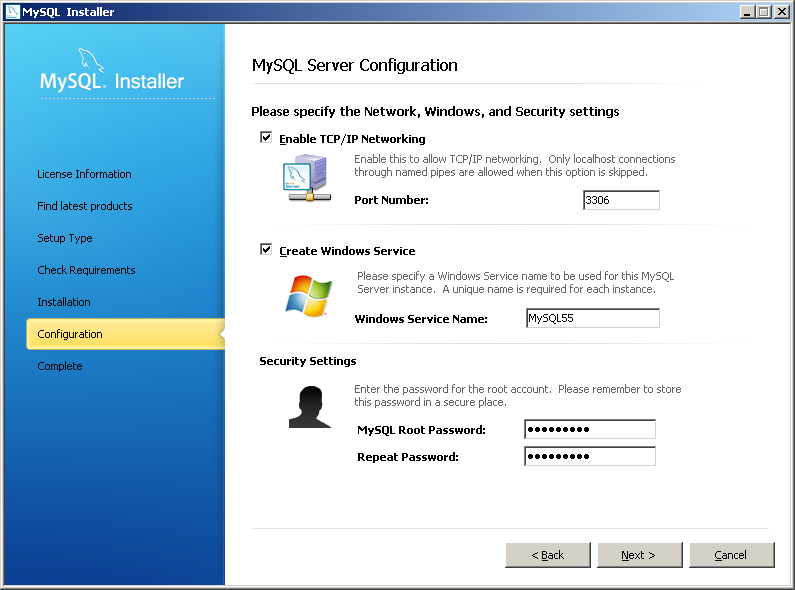 MySQL Installer
MySQL. Installer
License Information
Find latest products
Setup Type
Check Requirements
Installation
Configuration
Complete
MySQL Server Configuration
Please specify the Network, Windows, and Security settings
Enable TCP/IP Networking
Enable this to allow TCP/IP networking. Only localhost connections
through named pipes are allowed when this option is skipped.
Port Number: 3306
Create Windows Service
Please specify a Windows Service name to be used for this MySQL
Server instance. A unique name is required for each instance.
Windows Service Name: MySQL55
Security Settings
Enter the password for the root account. Please remember to store
this password in a secure place.
MySQL Root Password: ●●●●●●●●●
Repeat Password: ●●●●●●●●●
< Back Next > Cancel